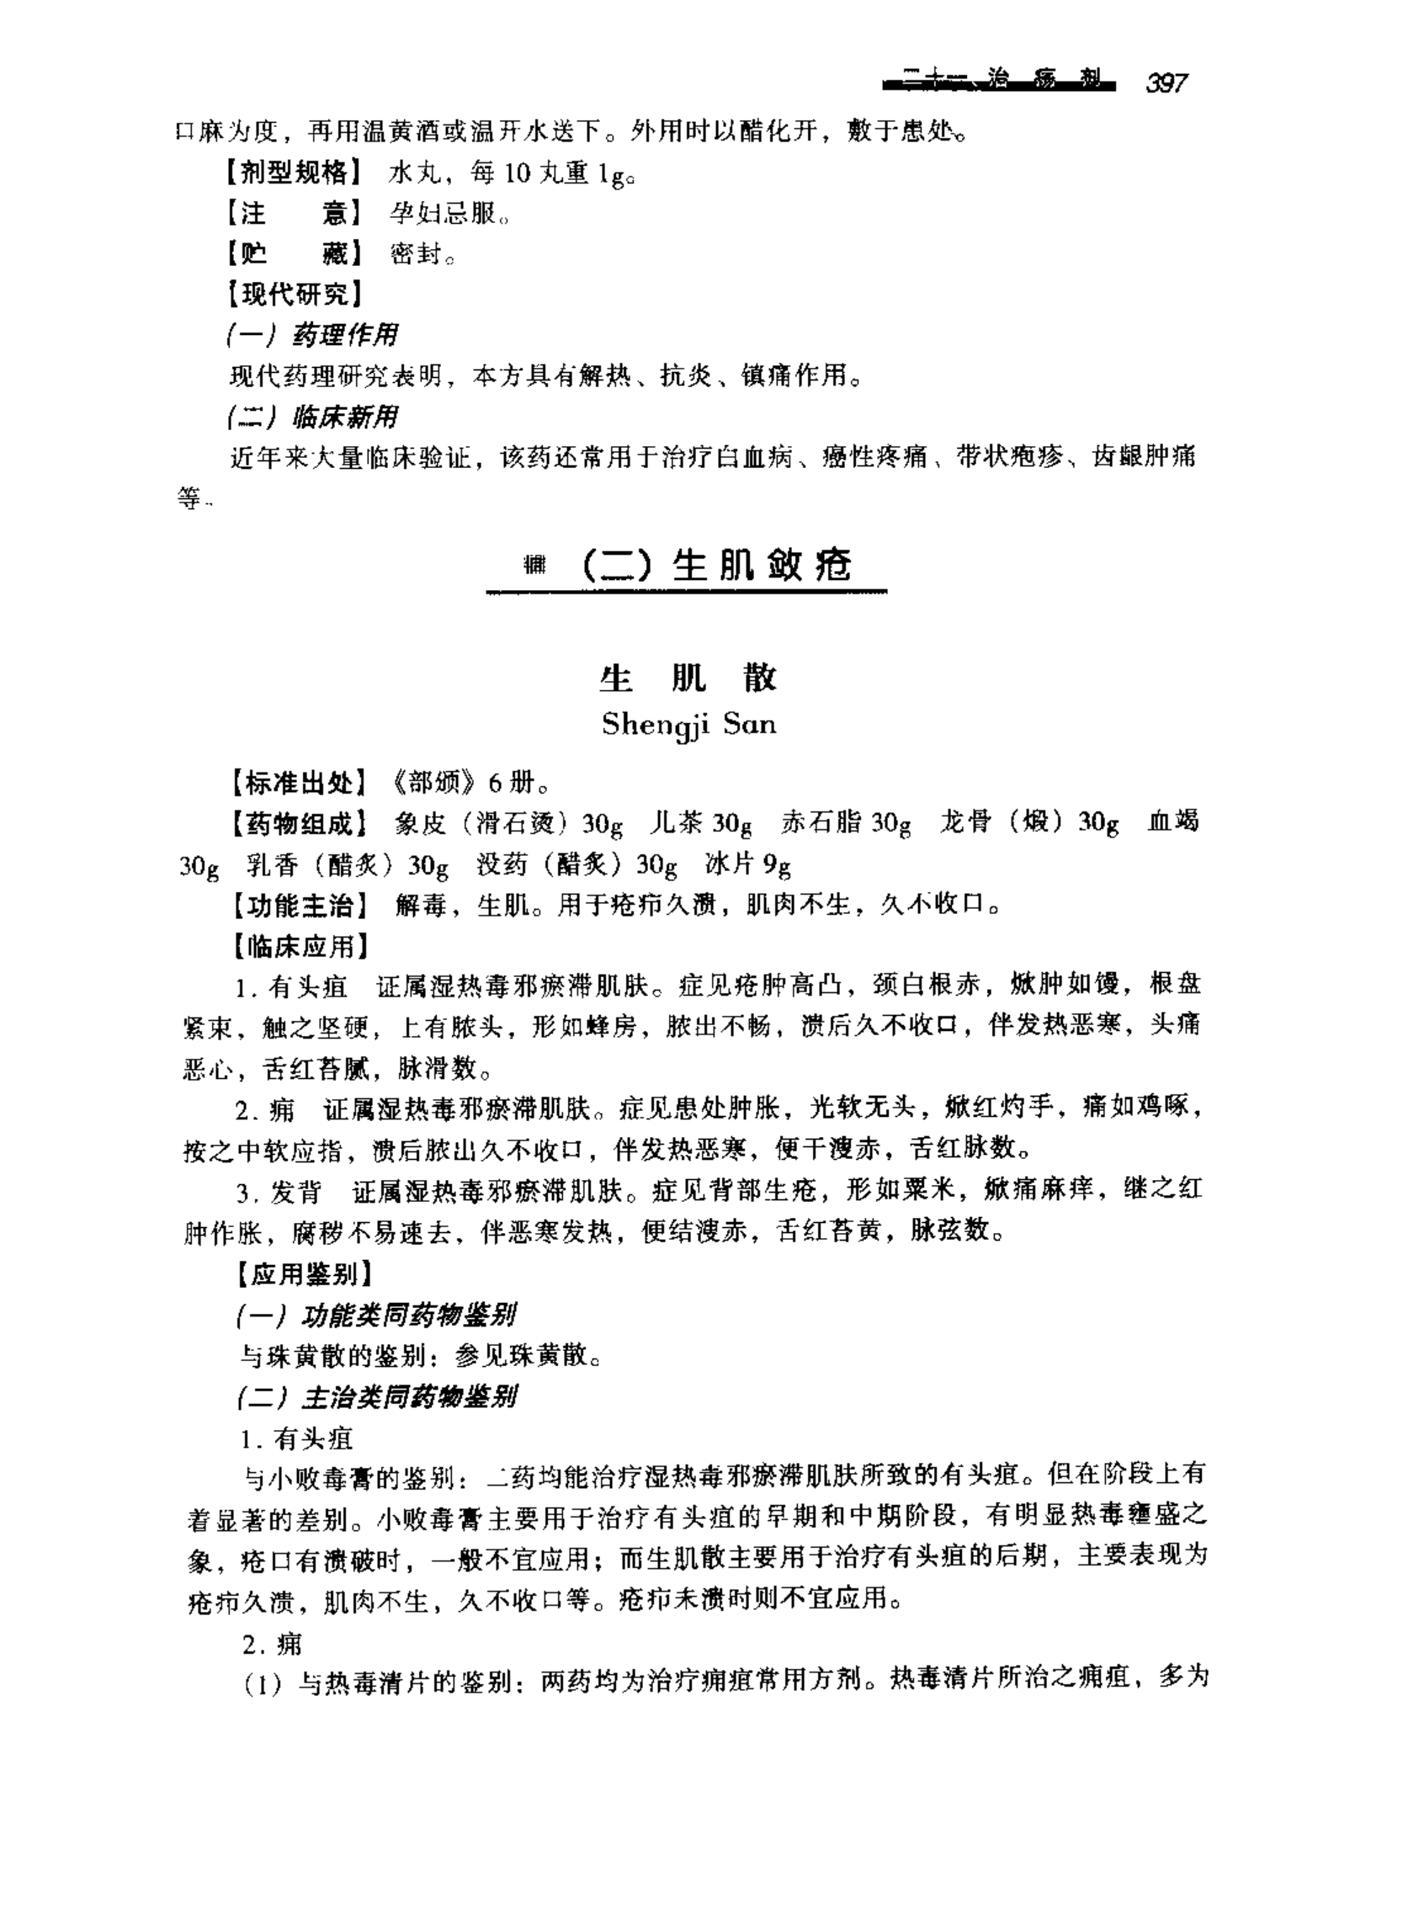 二十一、治疡剂 397
口麻为度，再用温黄酒或温开水送下。外用时以醋化开，敷于患处。
【剂型规格】 水丸，每 10 丸重 1g。
【注 意】 孕妇忌服。
【贮 藏】 密封。
【现代研究】
(一) 药理作用
现代药理研究表明，本方具有解热、抗炎、镇痛作用。
(二) 临床新用
近年来大量临床验证，该药还常用于治疗白血病、癌性疼痛、带状疱疹、齿龈肿痛
等。
(二) 生肌敛疮
生 肌 散
Shengji San
【标准出处】《部颁》6 册。
【药物组成】 象皮（滑石烫）30g 儿茶 30g 赤石脂 30g 龙骨（煅）30g 血竭
30g 乳香（醋炙）30g 没药（醋炙）30g 冰片 9g
【功能主治】 解毒，生肌。用于疮疖久溃，肌肉不生，久不收口。
【临床应用】
1. 有头疽 证属湿热毒邪瘀滞肌肤。症见疮肿高凸，颈白根赤，焮肿如馒，根盘
紧束，触之坚硬，上有脓头，形如蜂房，脓出不畅，溃后久不收口，伴发热恶寒，头痛
恶心，舌红苔腻，脉滑数。
2. 痈 证属湿热毒邪瘀滞肌肤。症见患处肿胀，光软无头，焮红灼手，痛如鸡啄，
按之中软应指，溃后脓出久不收口，伴发热恶寒，便干溲赤，舌红脉数。
3. 发背 证属湿热毒邪瘀滞肌肤。症见背部生疮，形如粟米，焮痛麻痒，继之红
肿作胀，腐秽不易速去，伴恶寒发热，便结溲赤，舌红苔黄，脉弦数。
【应用鉴别】
(一) 功能类同药物鉴别
与珠黄散的鉴别：参见珠黄散。
(二) 主治类同药物鉴别
1. 有头疽
与小败毒膏的鉴别：二药均能治疗湿热毒邪瘀滞肌肤所致的有头疽。但在阶段上有
着显著的差别。小败毒膏主要用于治疗有头疽的早期和中期阶段，有明显热毒壅盛之
象，疮口有溃破时，一般不宜应用；而生肌散主要用于治疗有头疽的后期，主要表现为
疮疖久溃，肌肉不生，久不收口等。疮疖未溃时则不宜应用。
2. 痈
(1) 与热毒清片的鉴别：两药均为治疗痈疽常用方剂。热毒清片所治之痈疽，多为